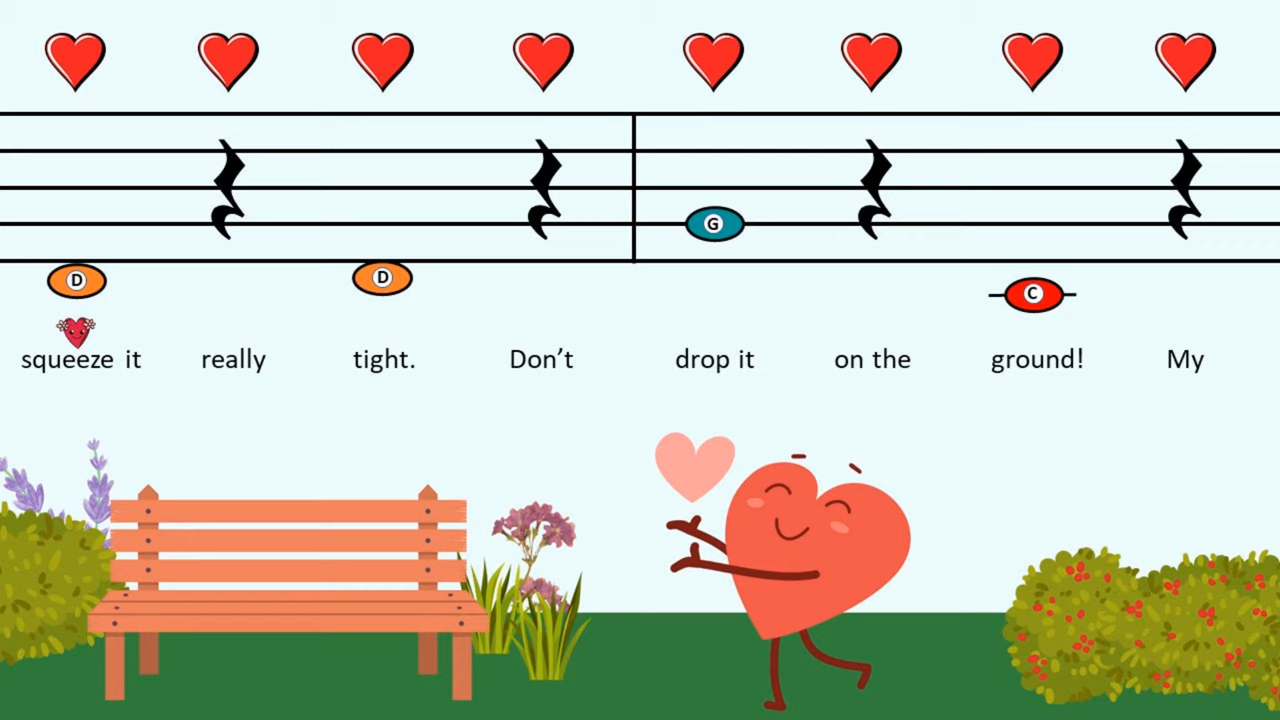 D D G C
squeeze it really tight. Don’t drop it on the ground! My